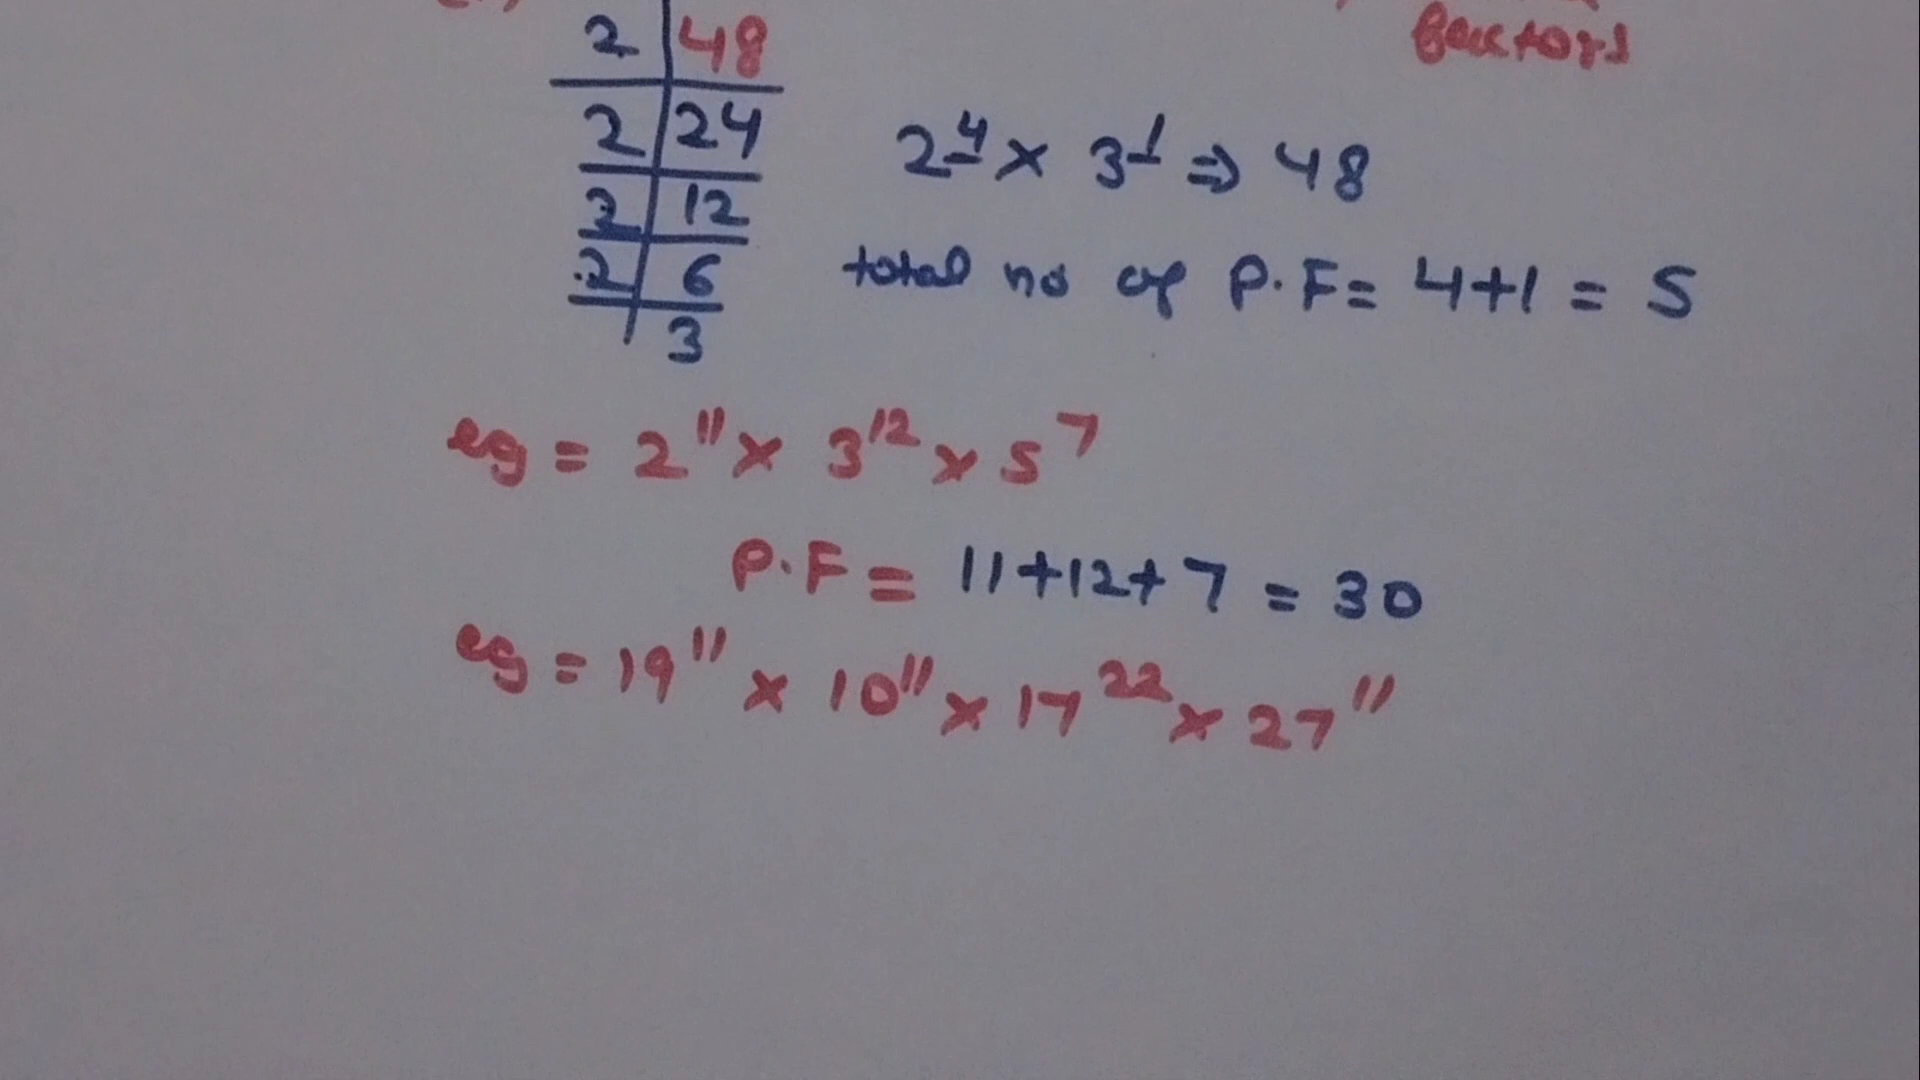 factors
2 | 48
2 | 24
2 | 12
2 | 6
3
2⁴ × 3¹ ⇒ 48
total no of P.F = 4+1 = 5
eg = 2¹¹ × 3¹² × 5⁷
P.F = 11+12+7 = 30
eg = 19¹¹ × 10¹¹ × 17²² × 27¹¹